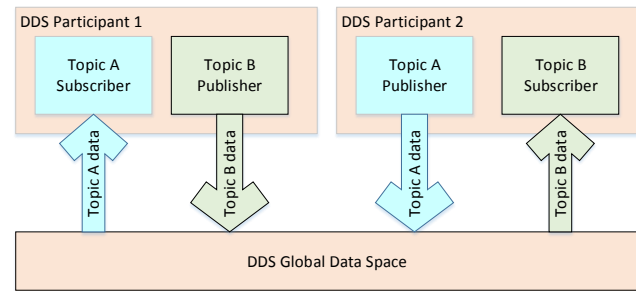 DDS Participant 1
Topic A
Subscriber
Topic B
Publisher
DDS Participant 2
Topic A
Publisher
Topic B
Subscriber
Topic A data
Topic B data
Topic A data
Topic B data
DDS Global Data Space